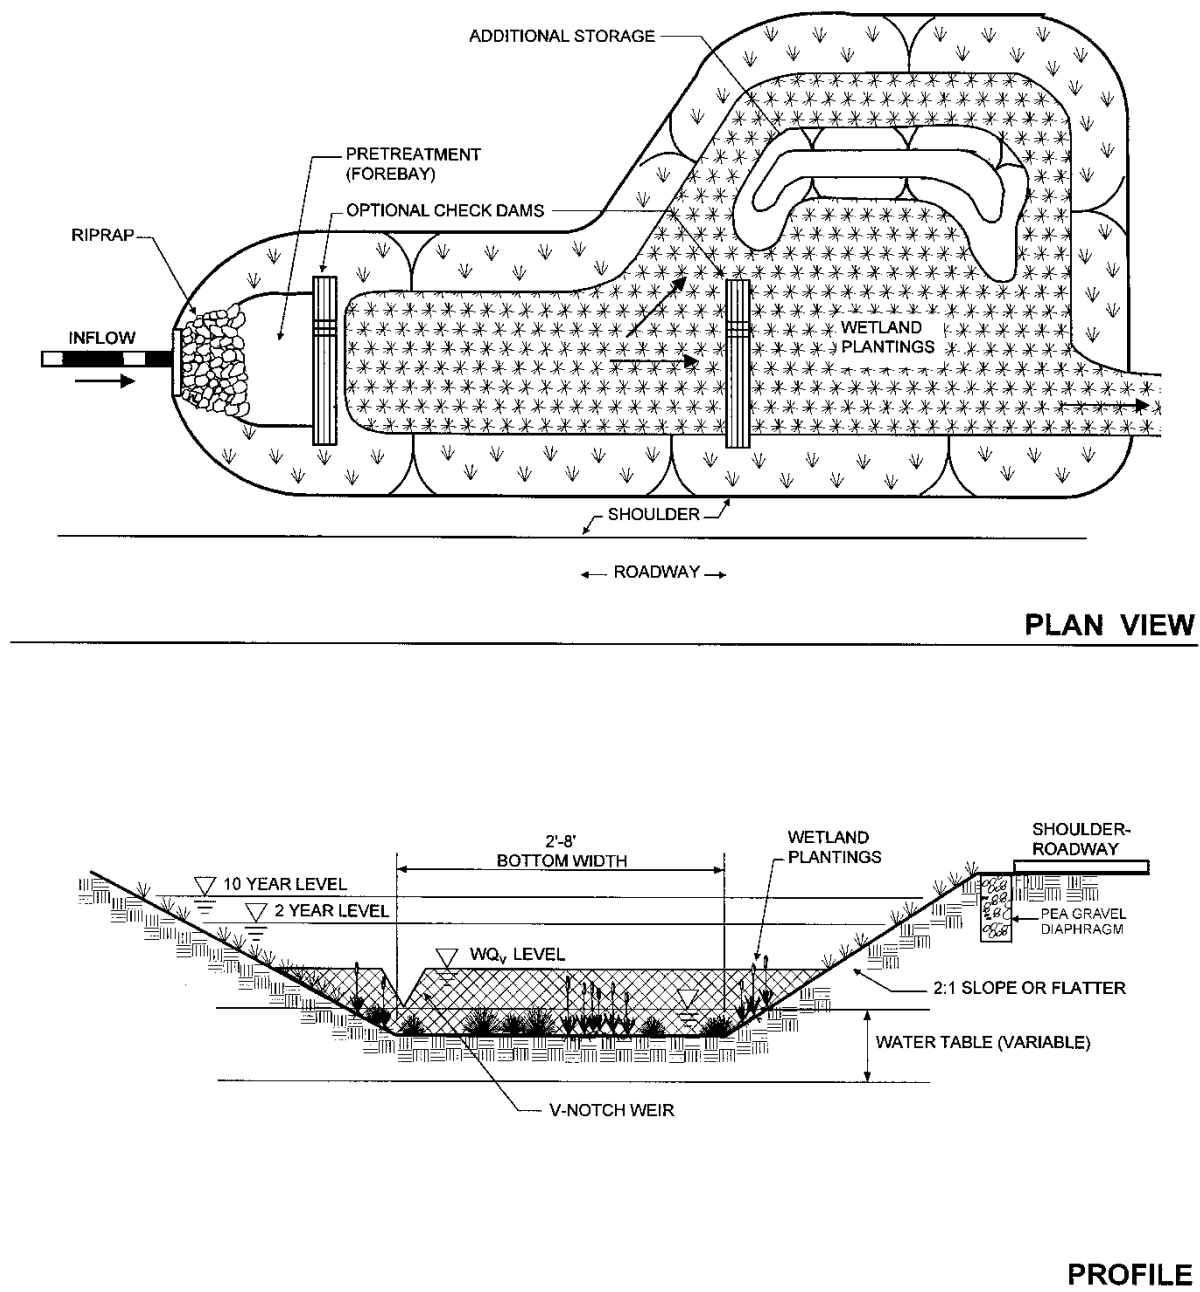 ADDITIONAL STORAGE
PRETREATMENT
(FOREBAY)
OPTIONAL CHECK DAMS
RIPRAP
INFLOW
WETLAND
PLANTINGS
SHOULDER
ROADWAY
PLAN VIEW
2'-8'
BOTTOM WIDTH
WETLAND
PLANTINGS
SHOULDER-
ROADWAY
10 YEAR LEVEL
2 YEAR LEVEL
PEA GRAVEL
DIAPHRAGM
WQv LEVEL
2:1 SLOPE OR FLATTER
WATER TABLE (VARIABLE)
V-NOTCH WEIR
PROFILE